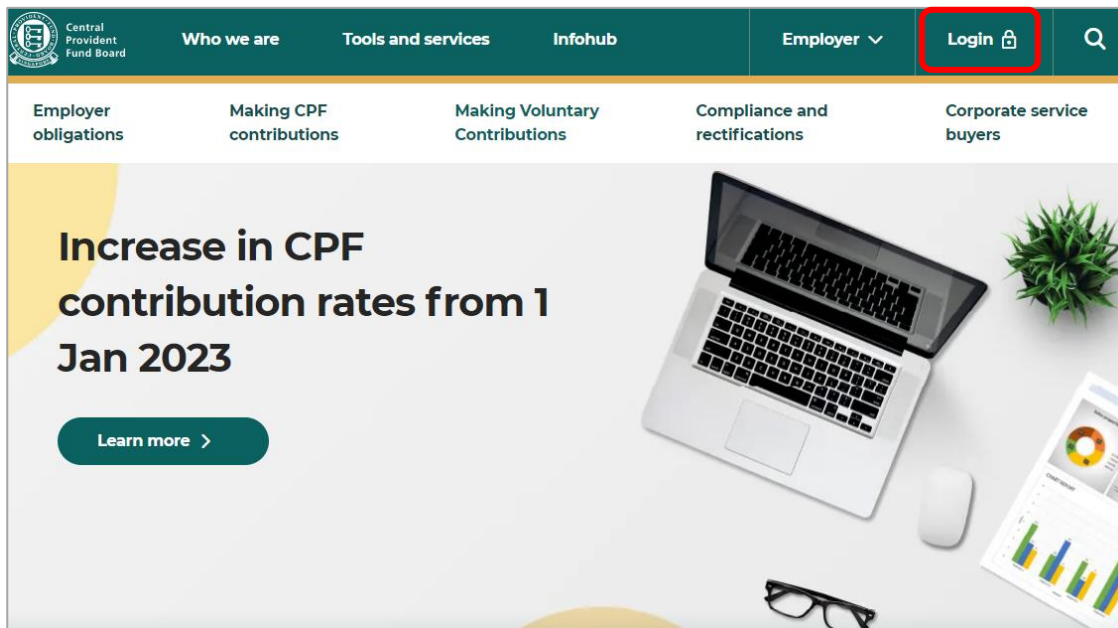 Central
Provident
Fund Board
Who we are
Tools and services
Infohub
Employer
Login
Employer
obligations
Making CPF
contributions
Making Voluntary
Contributions
Compliance and
rectifications
Corporate service
buyers
Increase in CPF
contribution rates from 1
Jan 2023
Learn more